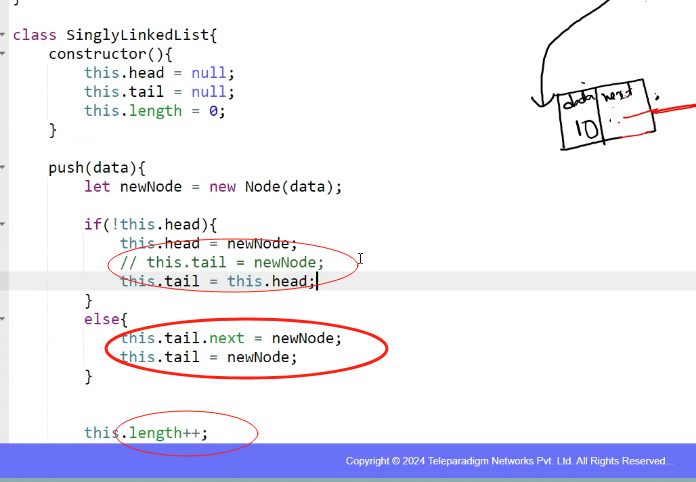 }
class SinglyLinkedList{
constructor(){
this.head = null;
this.tail = null;
this.length = 0;
}
push(data){
let newNode = new Node(data);
if(!this.head){
this.head = newNode;
// this.tail = newNode;
this.tail = this.head;
}
else{
this.tail.next = newNode;
this.tail = newNode;
}
this.length++;
data next
10
Copyright © 2024 Teleparadigm Networks Pvt. Ltd. All Rights Reserved..